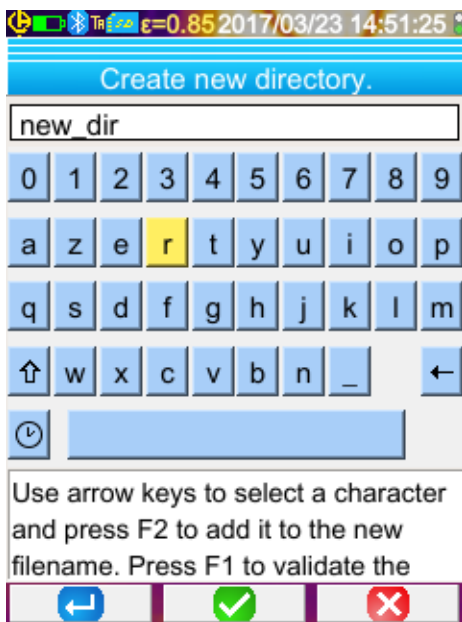 ε=0.85 2017/03/23 14:51:25
Create new directory.
new_dir
0 1 2 3 4 5 6 7 8 9
a z e r t y u i o p
q s d f g h j k l m
w x c v b n _
Use arrow keys to select a character
and press F2 to add it to the new
filename. Press F1 to validate the